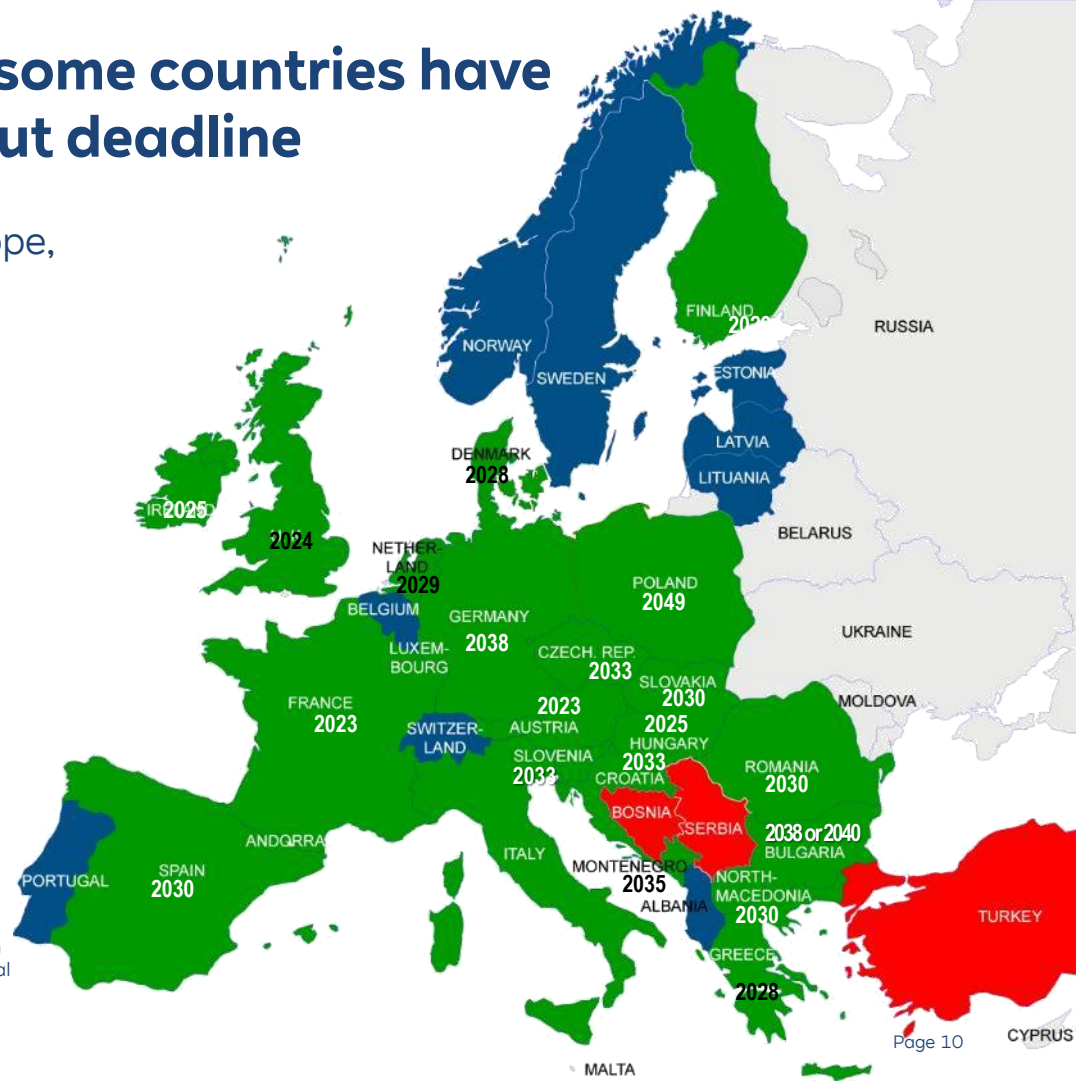 some countries have
ut deadline
ope,
FINLAND
RUSSIA
NORWAY
SWEDEN
ESTONIA
LATVIA
LITUANIA
DENMARK
2028
IRELAND
2025
2024
BELARUS
NETHER-
LAND
2029
POLAND
2049
BELGIUM
GERMANY
2038
UKRAINE
LUXEM-
BOURG
CZECH. REP.
2033
SLOVAKIA
2030
MOLDOVA
FRANCE
2023
2023
AUSTRIA
2025
HUNGARY
SWITZER-
LAND
SLOVENIA
2033
2033
CROATIA
ROMANIA
2030
BOSNIA
SERBIA
2038 or 2040
BULGARIA
ANDORRA
ITALY
PORTUGAL
SPAIN
2030
MONTENEGRO
2035
ALBANIA
NORTH-
MACEDONIA
2030
TURKEY
GREECE
2028
al
Page 10
CYPRUS
MALTA